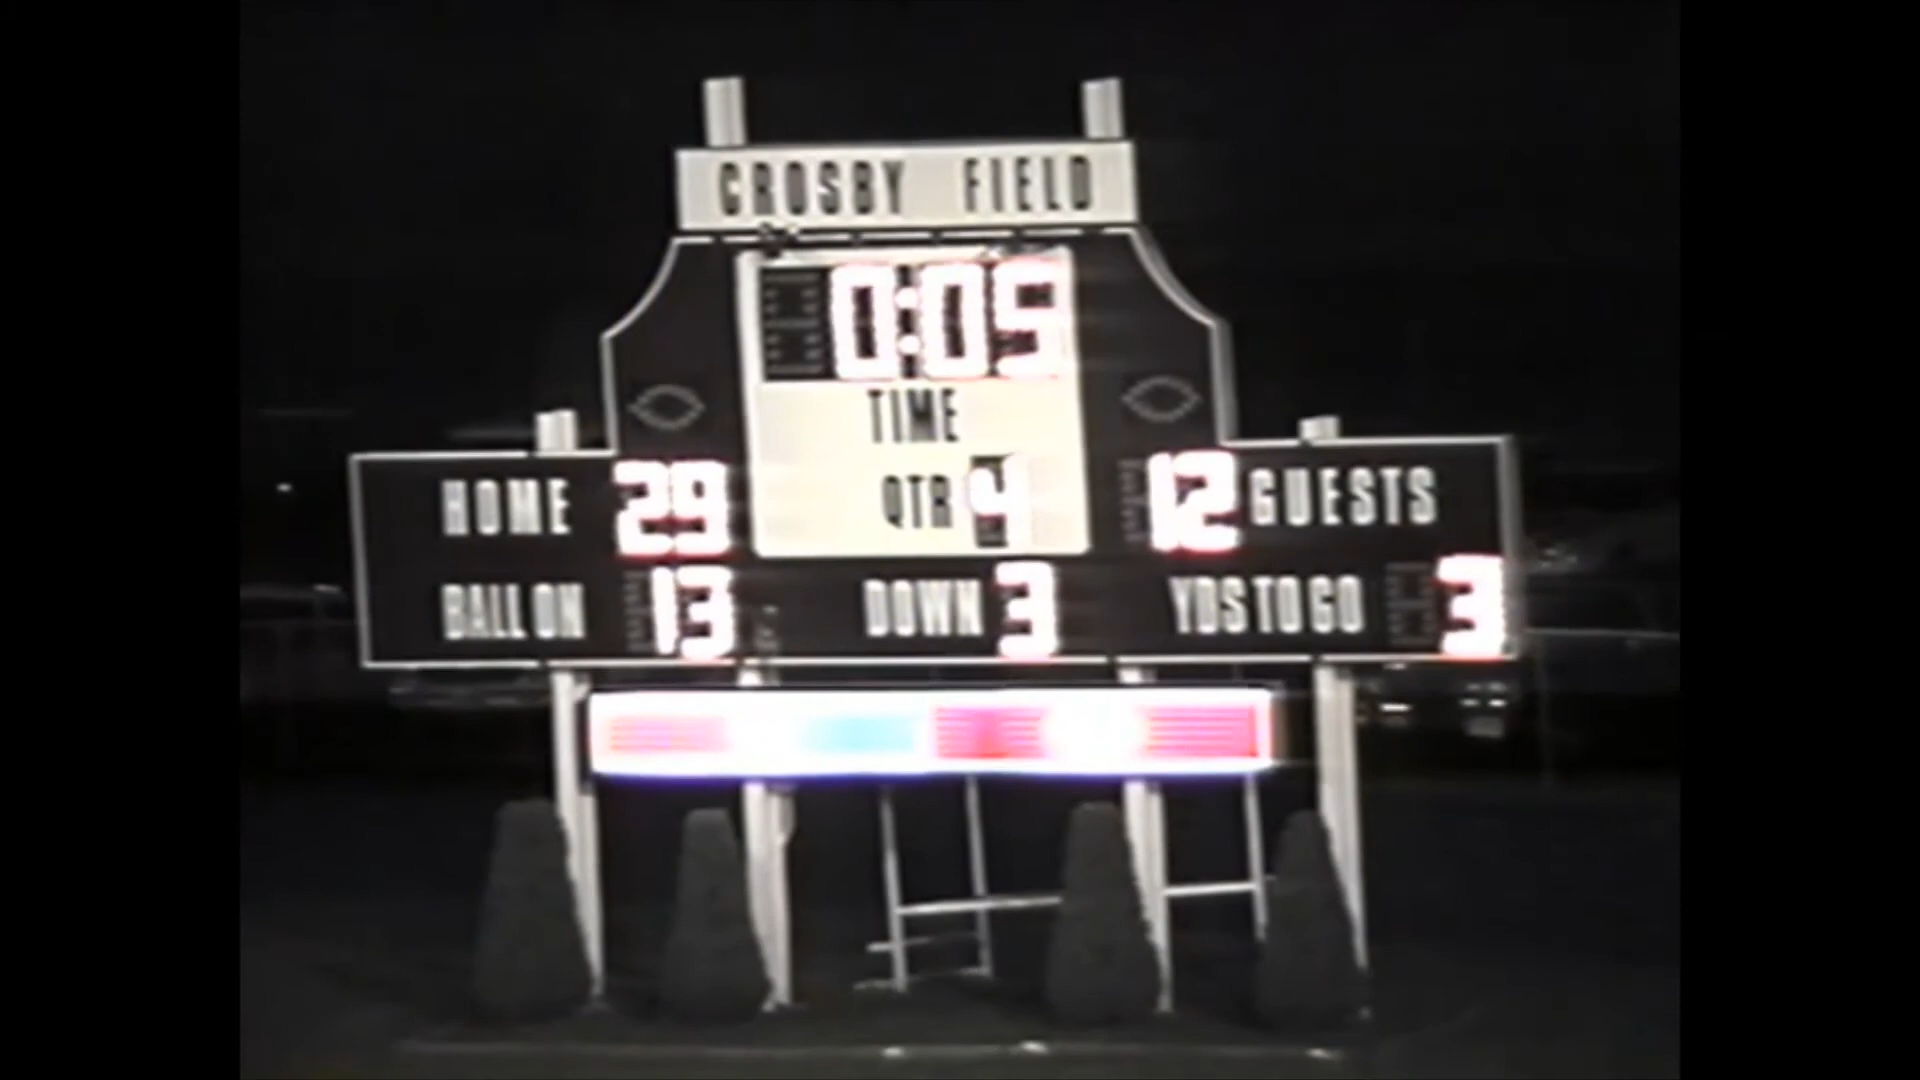 CROSBY FIELD
0:05
TIME
HOME 29 QTR 4 12 GUESTS
BALL ON 13 DOWN 3 YDS TO GO 3